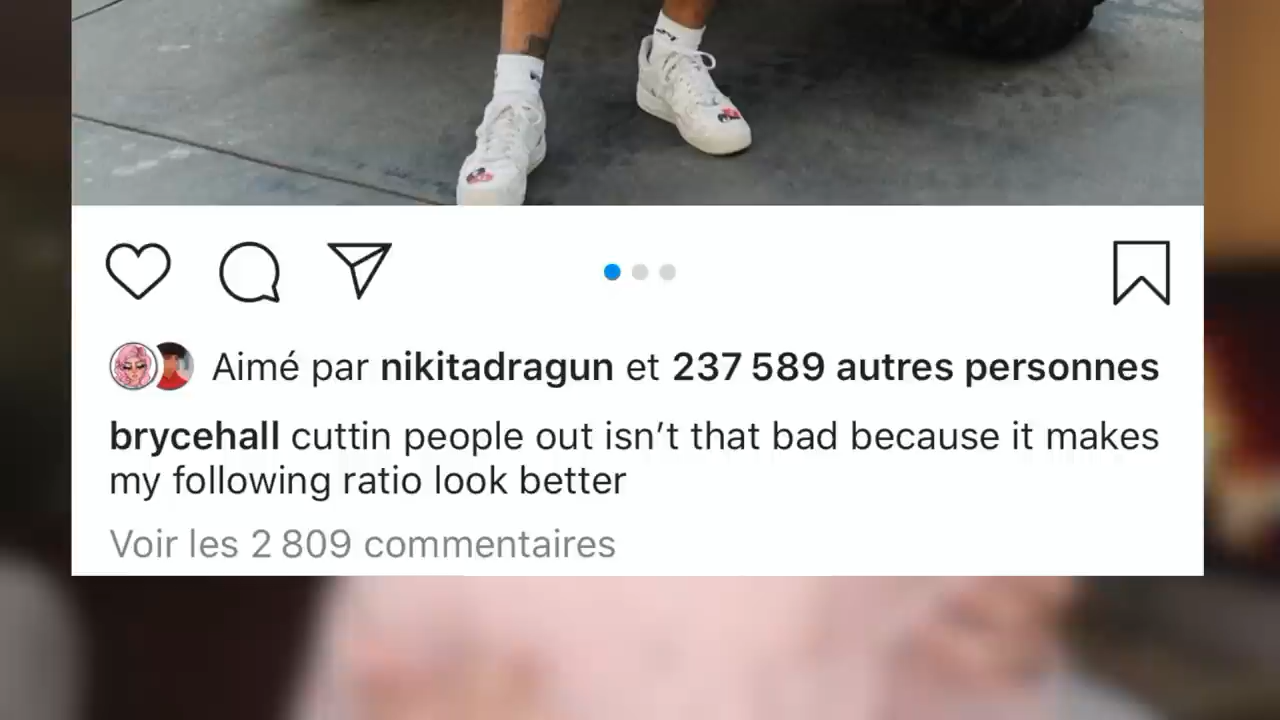 Aimé par nikitadragun et 237 589 autres personnes
brycehall cuttin people out isn’t that bad because it makes
my following ratio look better
Voir les 2 809 commentaires